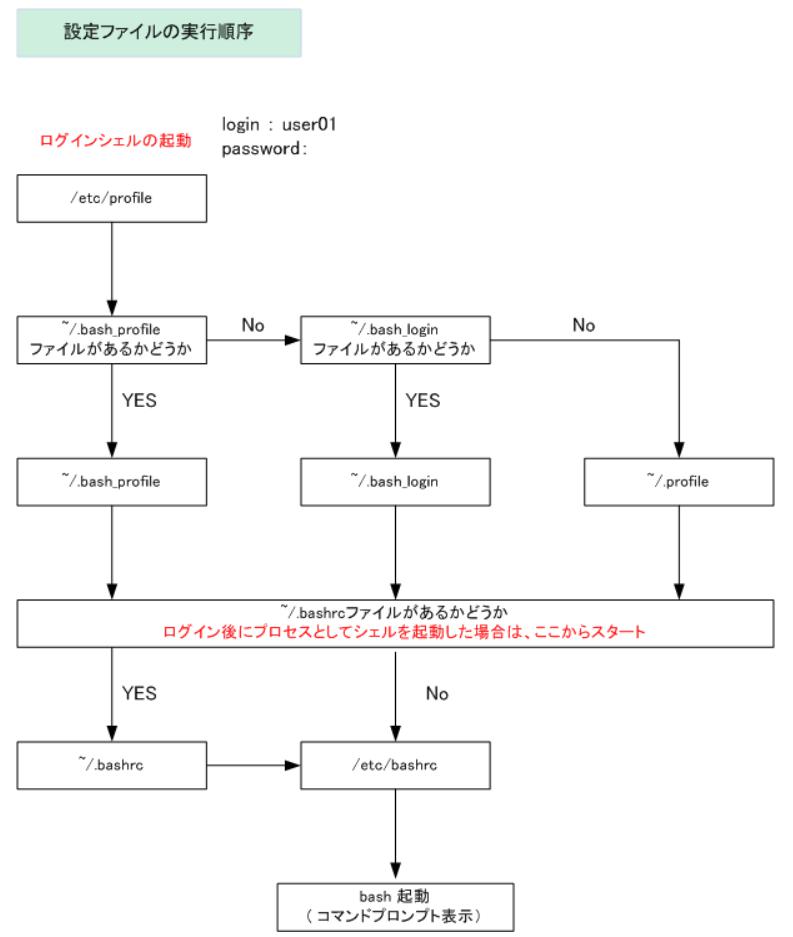 設定ファイルの実行順序
ログインシェルの起動
login : user01
password:
/etc/profile
~/.bash_profile
ファイルがあるかどうか
No
~/.bash_login
ファイルがあるかどうか
No
YES
YES
~/.bash_profile
~/.bash_login
~/.profile
~/.bashrcファイルがあるかどうか
ログイン後にプロセスとしてシェルを起動した場合は、ここからスタート
YES
No
~/.bashrc
/etc/bashrc
bash 起動
(コマンドプロンプト表示)